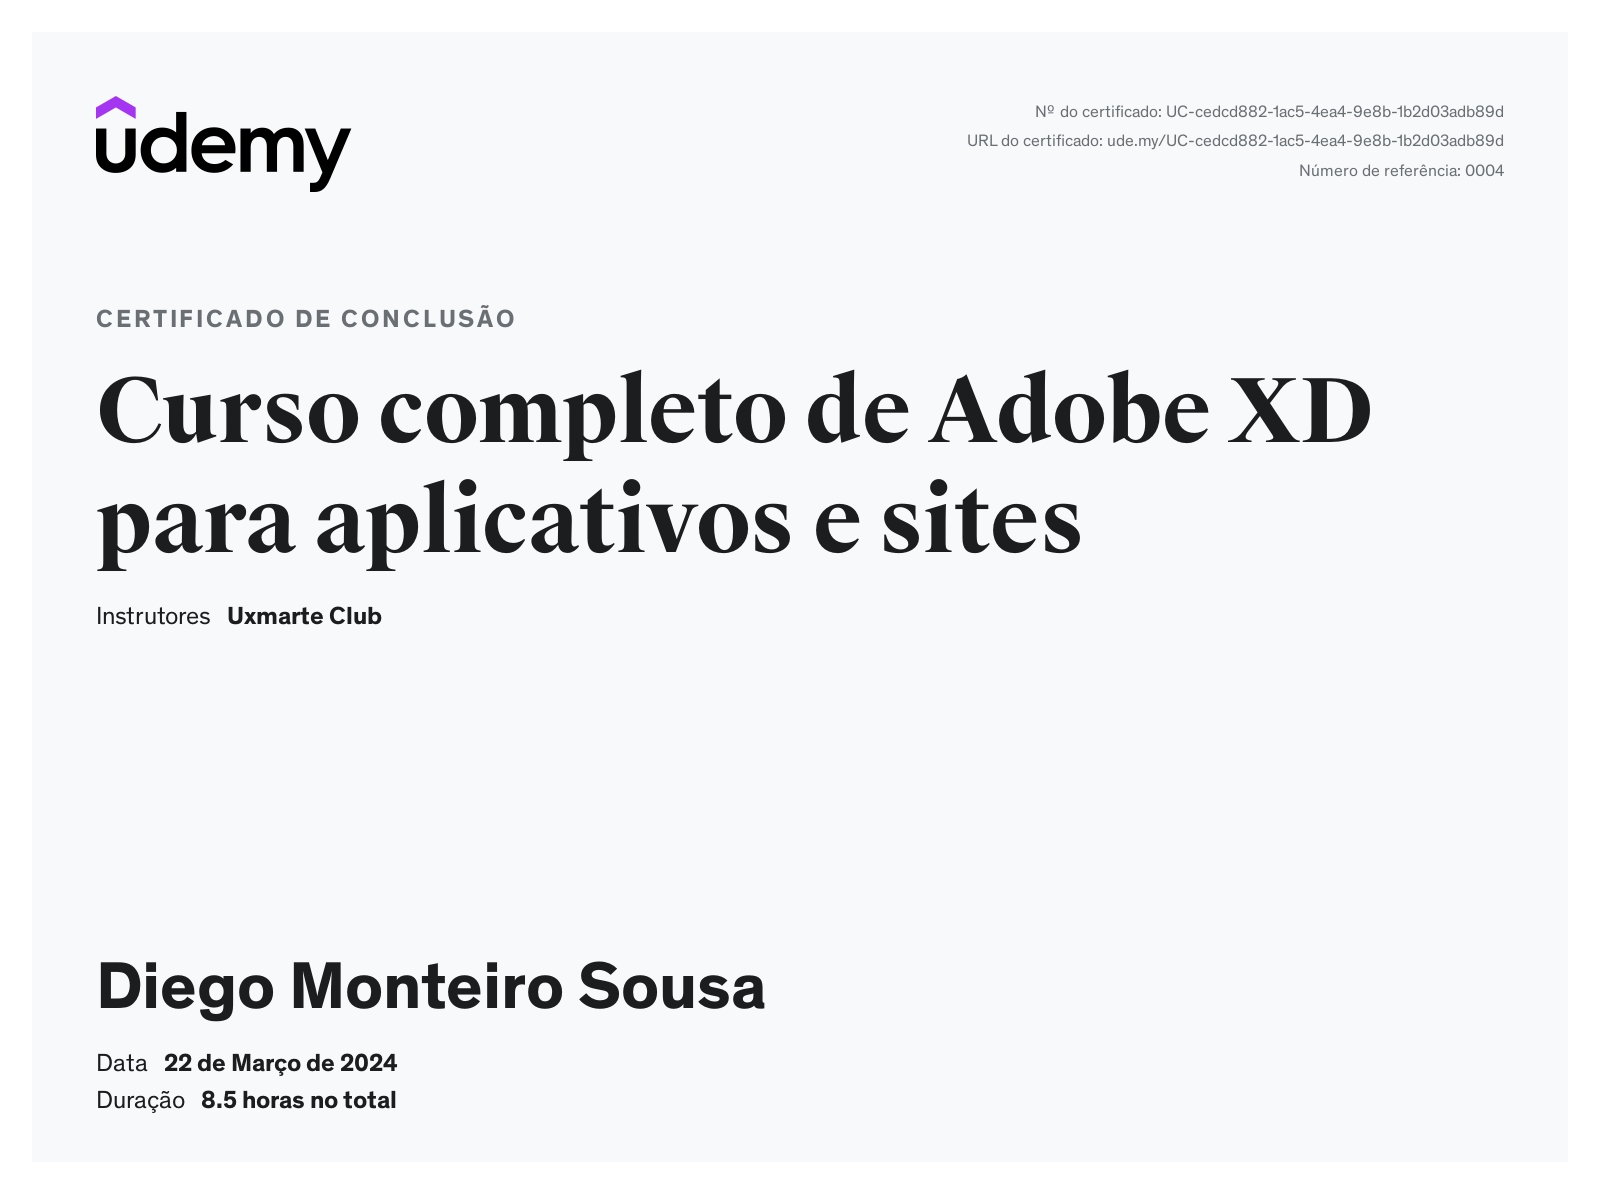 udemy
Nº do certificado: UC-cedcd882-1ac5-4ea4-9e8b-1b2d03adb89d
URL do certificado: ude.my/UC-cedcd882-1ac5-4ea4-9e8b-1b2d03adb89d
Número de referência: 0004
CERTIFICADO DE CONCLUSÃO
Curso completo de Adobe XD
para aplicativos e sites
Instrutores Uxmarte Club
Diego Monteiro Sousa
Data 22 de Março de 2024
Duração 8.5 horas no total